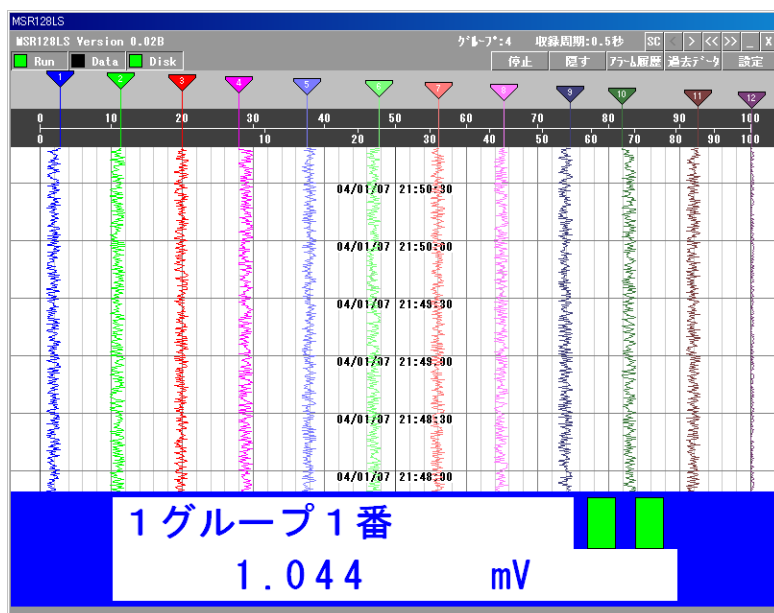 MSR128LS
MSR128LS Version 0.02B グループ:4 収録周期:0.5秒 SC < > << >> _ X
Run Data Disk 停止 隠す アラーム履歴 過去データ 設定
1 2 3 4 5 6 7 8 9 10 11 12
0 10 20 30 40 50 60 70 80 90 100
0 10 20 30 40 50 60 70 80 90 100
04/01/07 21:50:30
04/01/07 21:50:00
04/01/07 21:49:30
04/01/07 21:49:00
04/01/07 21:48:30
04/01/07 21:48:00
1グループ1番
1.044 mV